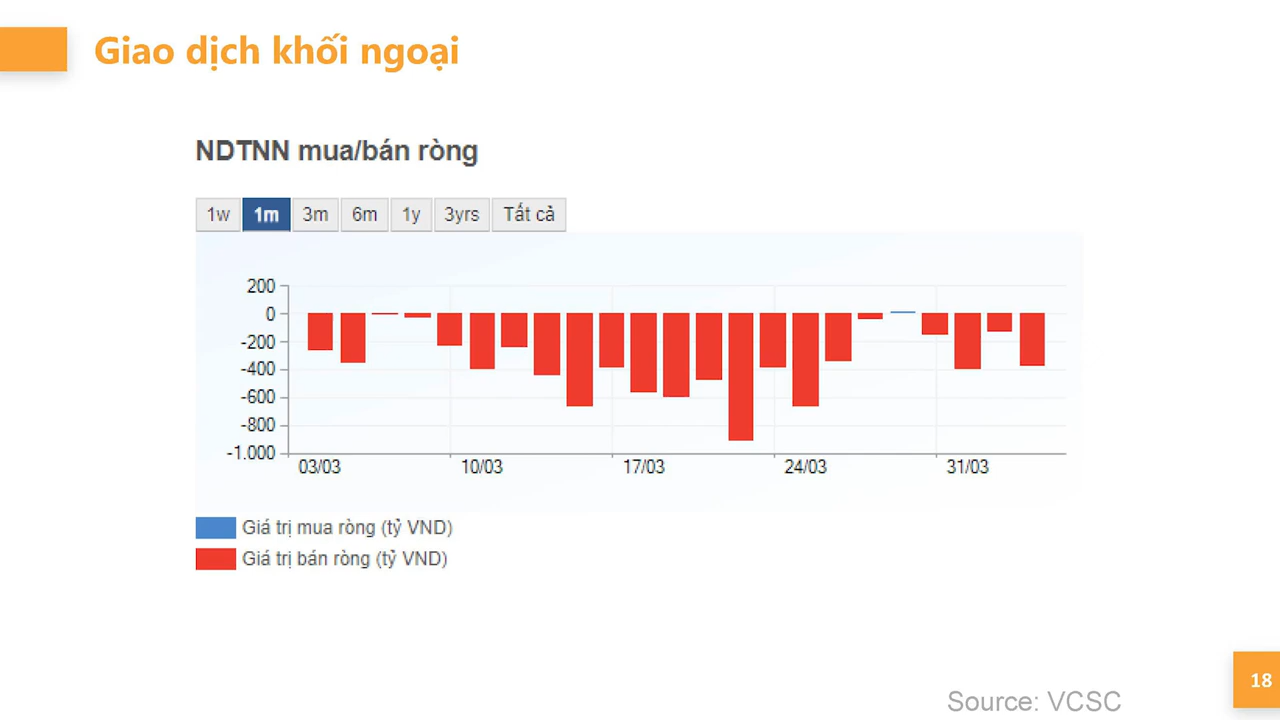 Giao dịch khối ngoại
NDTNN mua/bán ròng
1w 1m 3m 6m 1y 3yrs Tất cả
200
0
-200
-400
-600
-800
-1.000
03/03 10/03 17/03 24/03 31/03
Giá trị mua ròng (tỷ VND)
Giá trị bán ròng (tỷ VND)
18
Source: VCSC